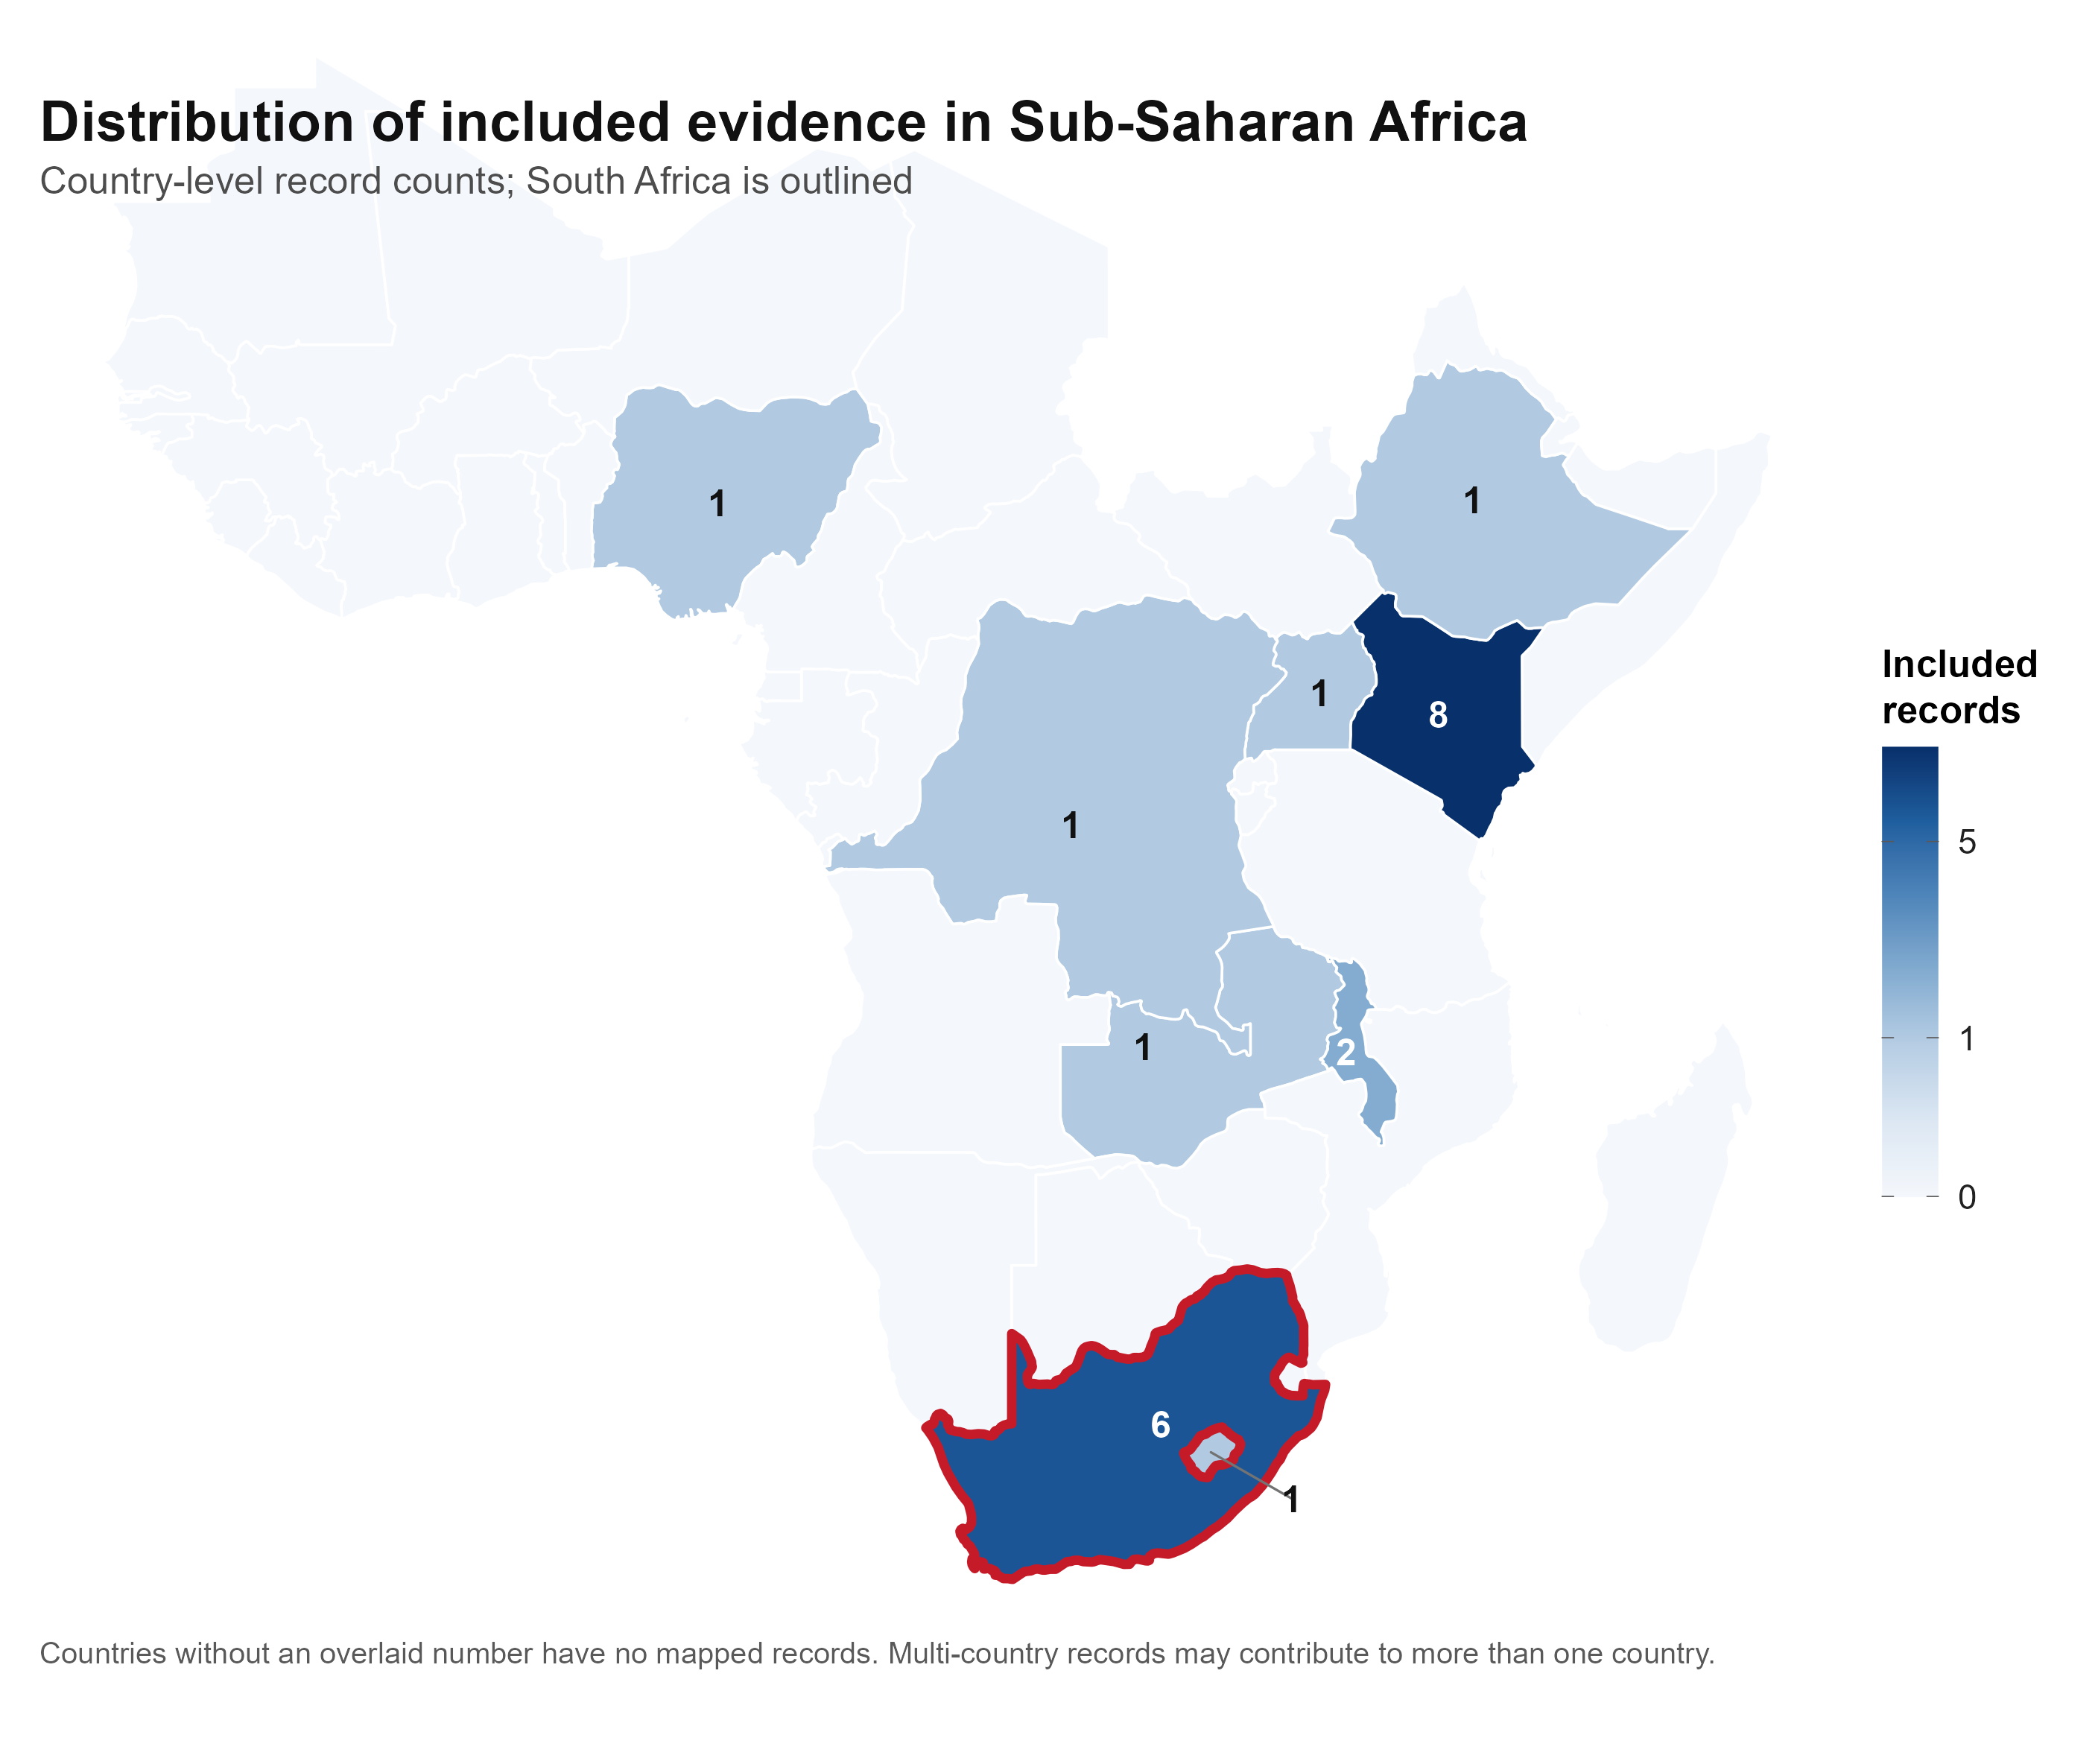 Distribution of included evidence in Sub-Saharan Africa
Country-level record counts; South Africa is outlined
1
1
1
8
1
1
2
6
1
Included
records
5
1
0
Countries without an overlaid number have no mapped records. Multi-country records may contribute to more than one country.